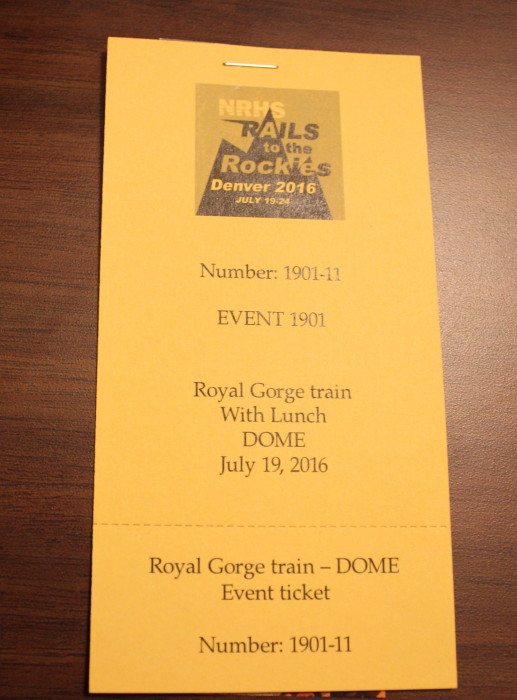 NRHS
RAILS
to the
Rockies
Denver 2016
JULY 19-24
Number: 1901-11
EVENT 1901
Royal Gorge train
With Lunch
DOME
July 19, 2016
Royal Gorge train – DOME
Event ticket
Number: 1901-11